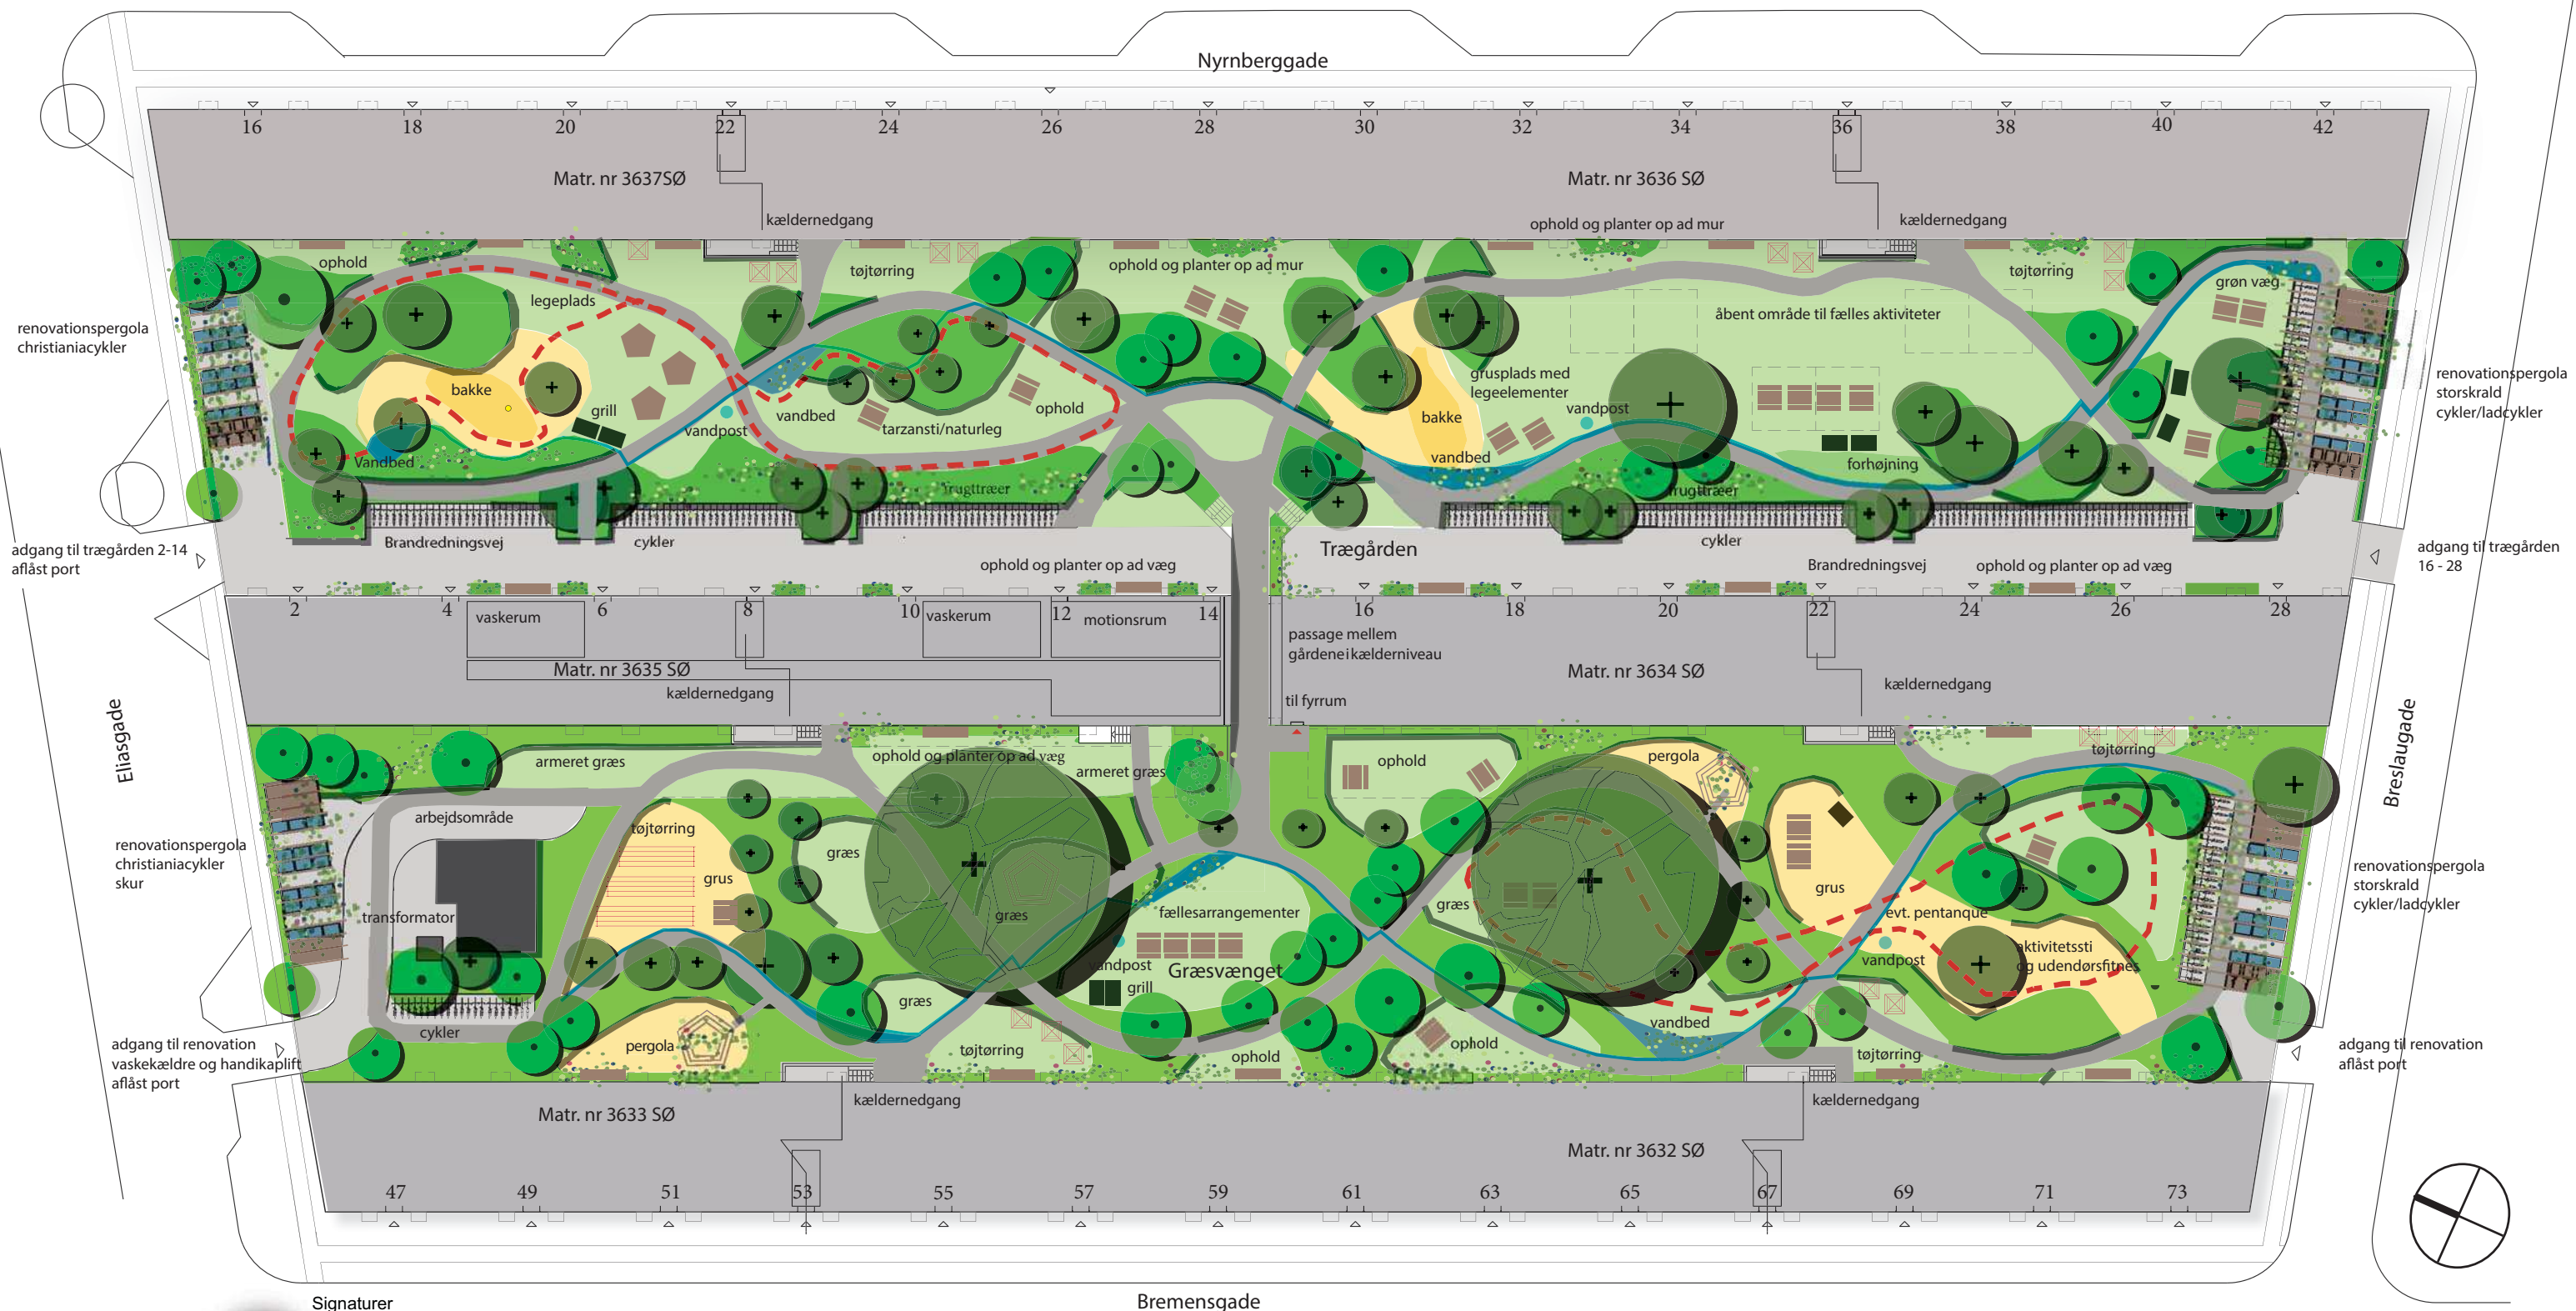 Nyrnberggade
16 18 20 22 24 26 28 30 32 34 36 38 40 42
Matr. nr 3637SØ
Matr. nr 3636 SØ
kældernedgang
ophold og planter op ad mur
kældernedgang
ophold
tøjtørring
ophold og planter op ad mur
tøjtørring
grøn væg
legeplads
åbent område til fælles aktiviteter
renovationspergola
christianiacykler
bakke
grill
vandpost
vandbed
tarzansti/naturleg
ophold
grusplads med
legeelementer
bakke
vandpost
renovationspergola
storskrald
cykler/ladcykler
Vandbed
vandbed
forhøjning
frugttræer
frugttræer
Brandredningsvej
cykler
Trægården
cykler
adgang til trægården 2-14
aflåst port
ophold og planter op ad væg
Brandredningsvej
ophold og planter op ad væg
adgang til trægården
16 - 28
2 4 6 8 10 12 14 16 18 20 22 24 26 28
vaskerum
vaskerum
motionsrum
passage mellem
gårdene i kælderniveau
Matr. nr 3635 SØ
Matr. nr 3634 SØ
kældernedgang
kældernedgang
til fyrrum
Eliasgade
Breslaugade
armeret græs
ophold og planter op ad væg
armeret græs
ophold
pergola
tøjtørring
arbejdsområde
tøjtørring
græs
grus
renovationspergola
christianiacykler
skur
transformator
græs
fællesarrangementer
græs
grus
evt. pentanque
renovationspergola
storskrald
cykler/ladcykler
vandpost
Græsvænget
grill
græs
aktivitetssti
og udendørsfitnes
vandpost
cykler
pergola
tøjtørring
ophold
ophold
vandbed
tøjtørring
adgang til renovation
vaskekældre og handikaplift
aflåst port
adgang til renovation
aflåst port
kældernedgang
kældernedgang
Matr. nr 3633 SØ
Matr. nr 3632 SØ
47 49 51 53 55 57 59 61 63 65 67 69 71 73
Signaturer
Bremensgade